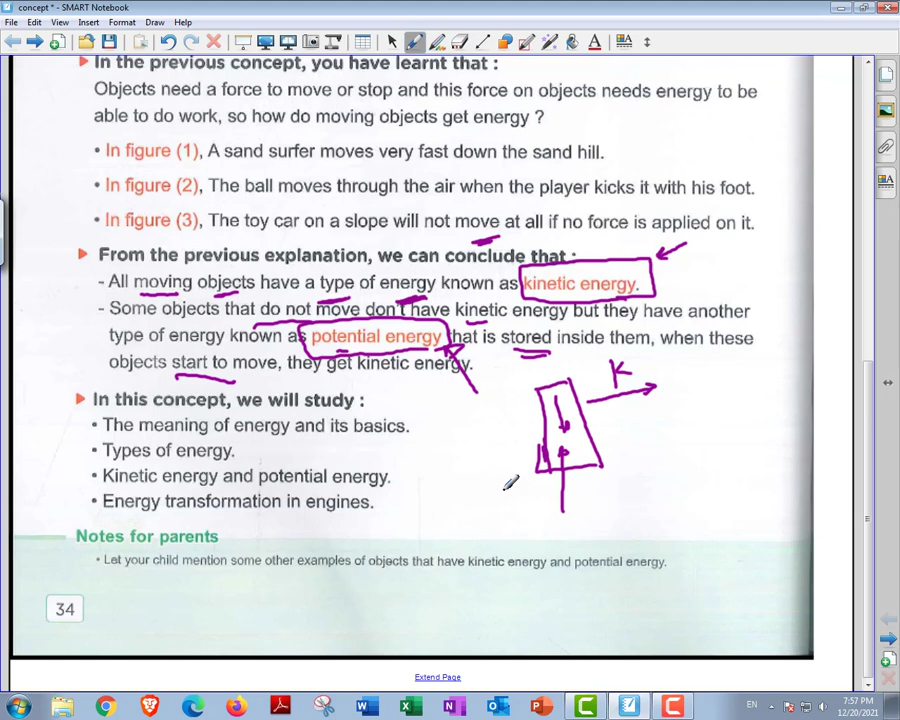 concept * - SMART Notebook
File Edit View Insert Format Draw Help
In the previous concept, you have learnt that :
Objects need a force to move or stop and this force on objects needs energy to be
able to do work, so how do moving objects get energy ?
• In figure (1), A sand surfer moves very fast down the sand hill.
• In figure (2), The ball moves through the air when the player kicks it with his foot.
• In figure (3), The toy car on a slope will not move at all if no force is applied on it.
From the previous explanation, we can conclude that :
- All moving objects have a type of energy known as kinetic energy.
- Some objects that do not move don't have kinetic energy but they have another
type of energy known as potential energy that is stored inside them, when these
objects start to move, they get kinetic energy.
K
In this concept, we will study :
• The meaning of energy and its basics.
• Types of energy.
• Kinetic energy and potential energy.
• Energy transformation in engines.
Notes for parents
• Let your child mention some other examples of objects that have kinetic energy and potential energy.
34
Extend Page
EN
7:57 PM
12/20/2021